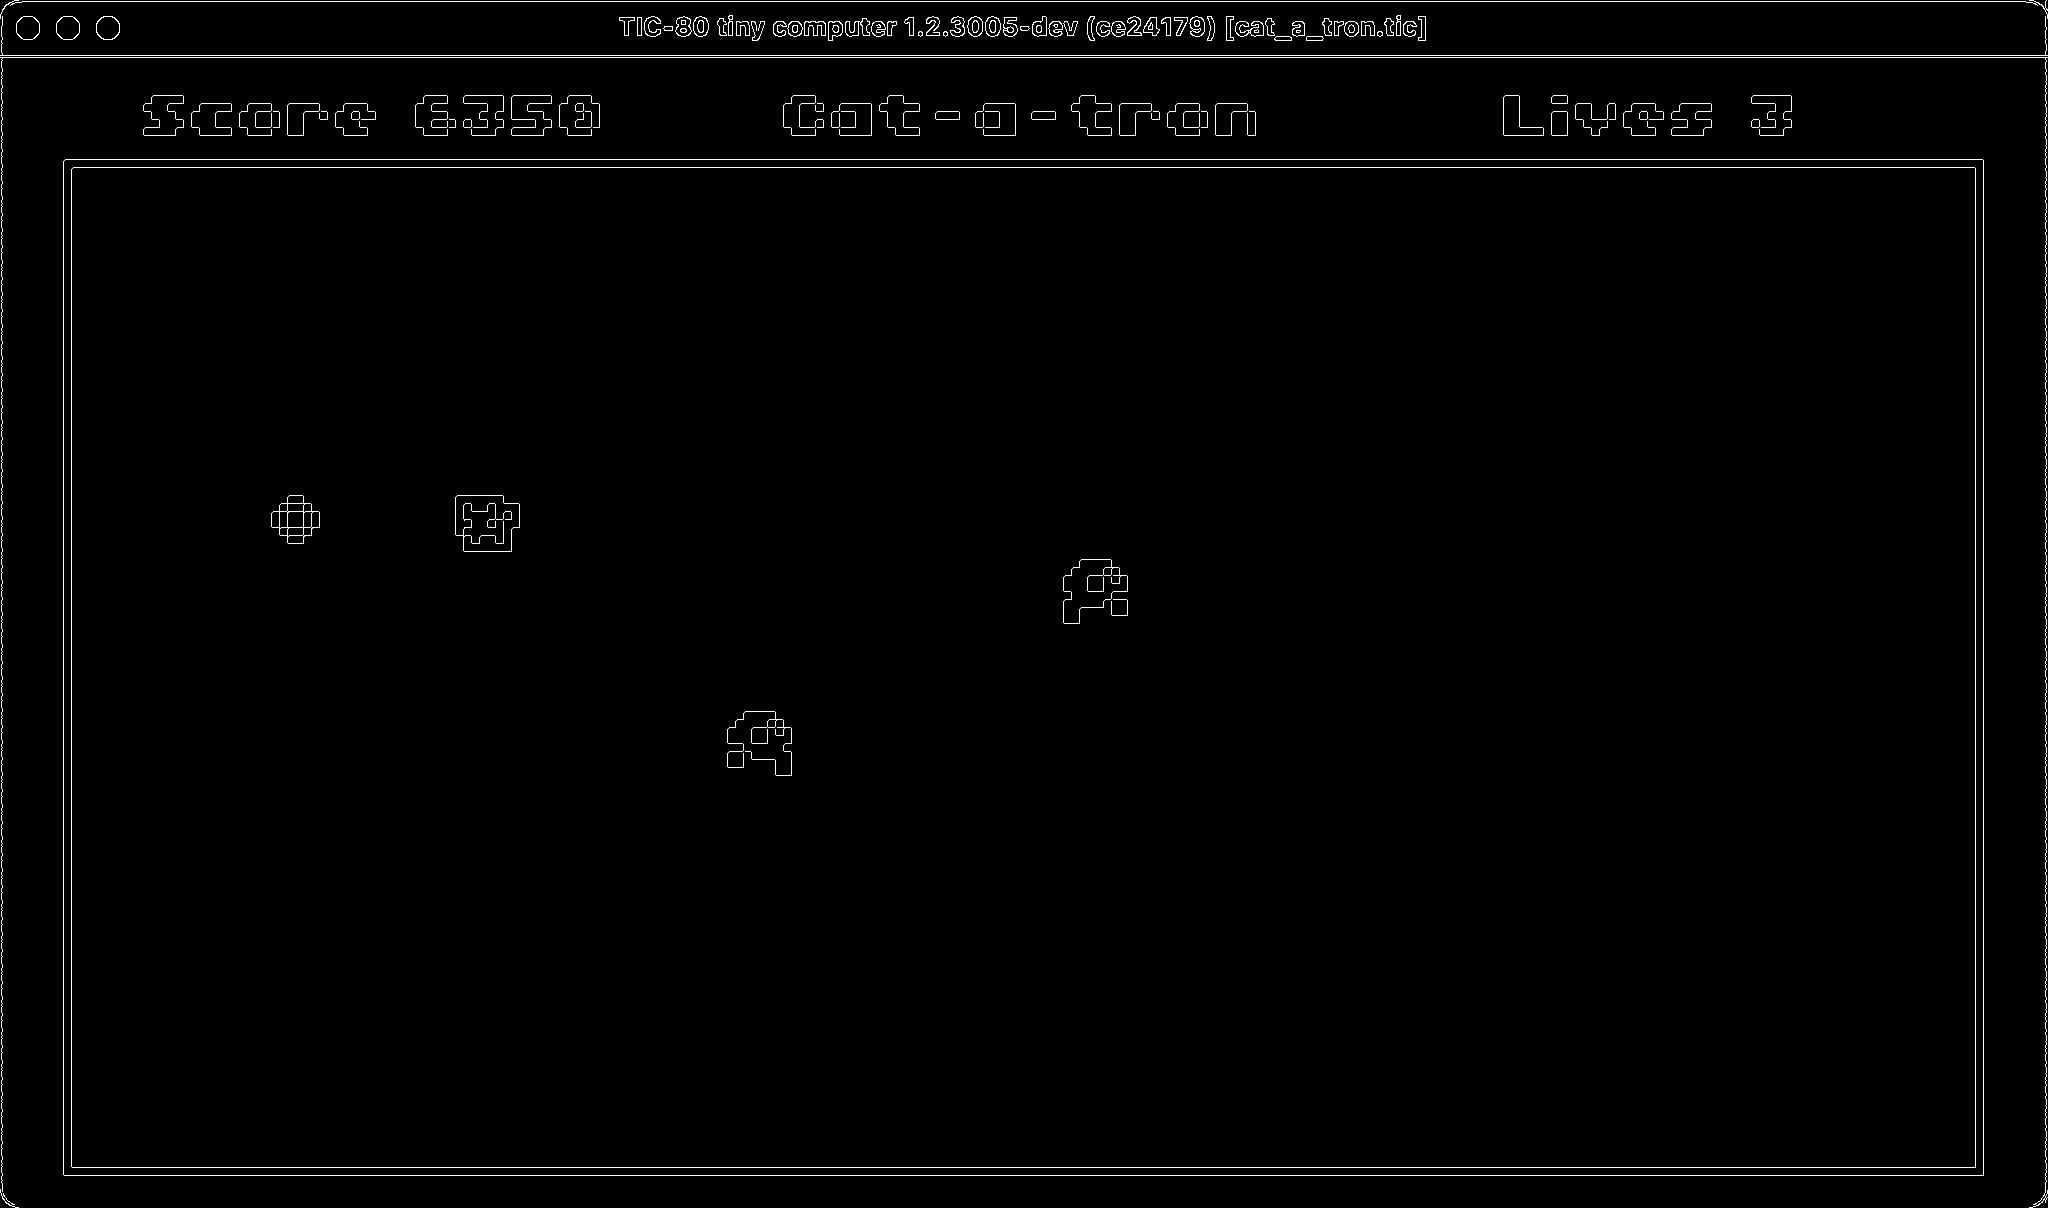 TIC-80 tiny computer 1.2.3005-dev (ce24179) [cat_a_tron.tic]
Score 6350 Cat-a-tron Lives 3